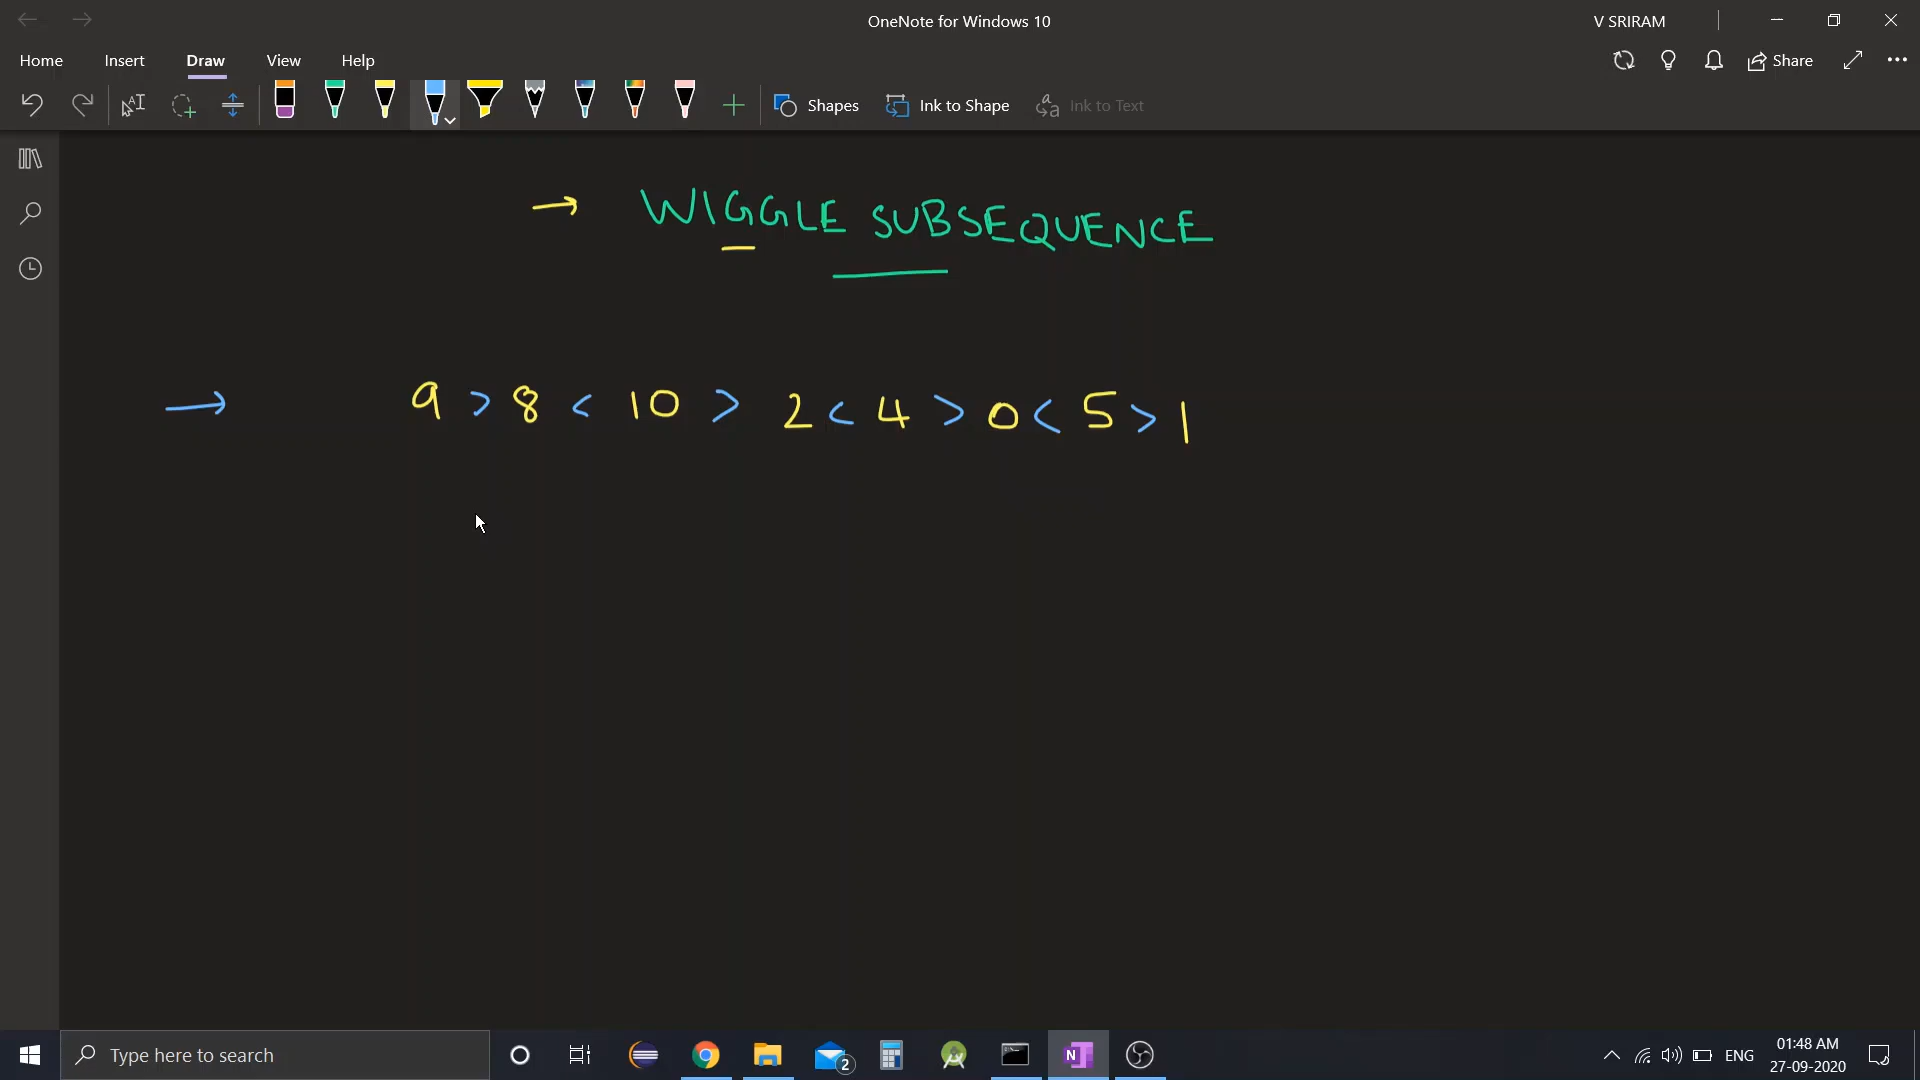 OneNote for Windows 10
V SRIRAM
Home Insert Draw View Help
Share
Shapes Ink to Shape Ink to Text
→ WIGGLE SUBSEQUENCE
→ 9 > 8 < 10 > 2 < 4 > 0 < 5 > 1
Type here to search
2
N
ENG
01:48 AM
27-09-2020